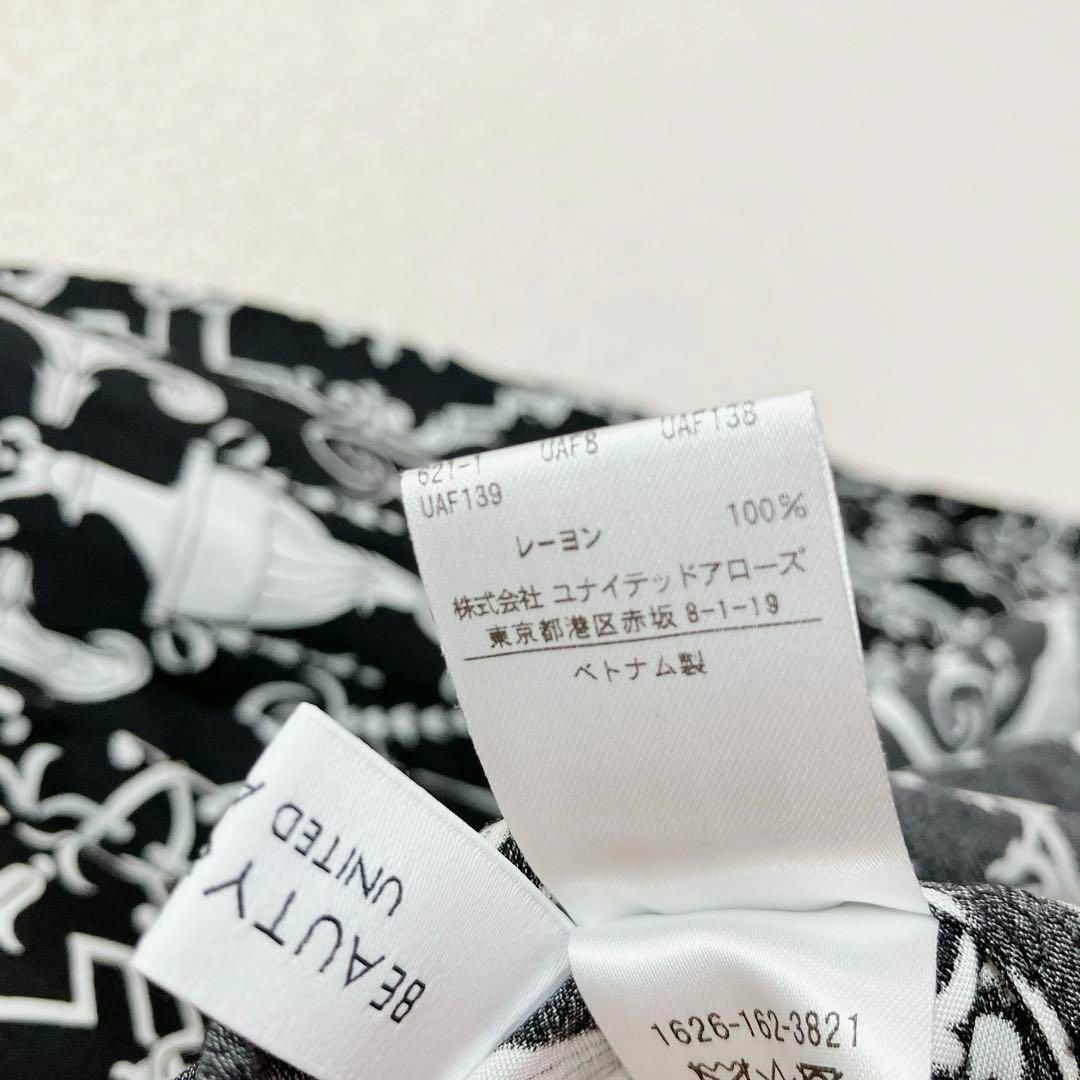 621-1 UAF8 UAF138
UAF139
レーヨン 100%
株式会社 ユナイテッドアローズ
東京都港区赤坂 8-1-19
ベトナム製
BEAUTY &
UNITED A
1626-162-3821